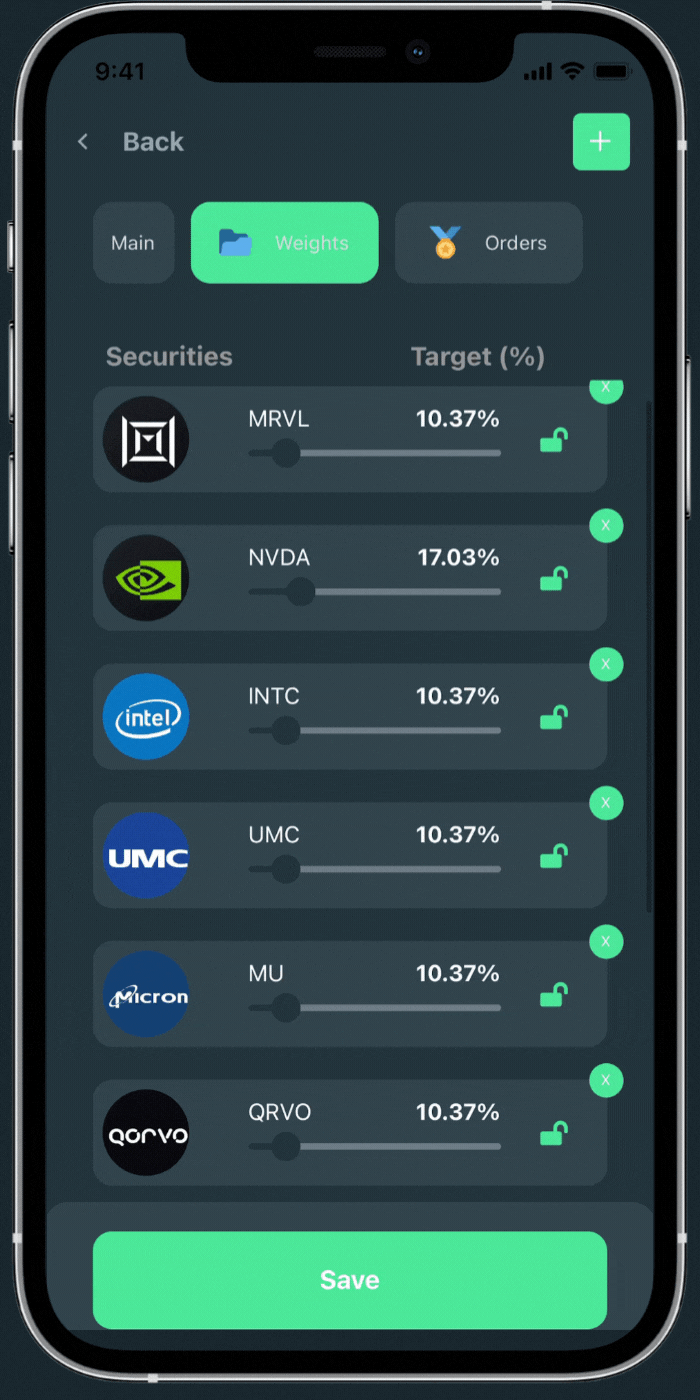 9:41
Back
+
Main Weights Orders
Securities Target (%)
X
MRVL 10.37%
X
NVDA 17.03%
X
intel INTC 10.37%
X
UMC UMC 10.37%
X
Micron MU 10.37%
X
QORVO QRVO 10.37%
Save